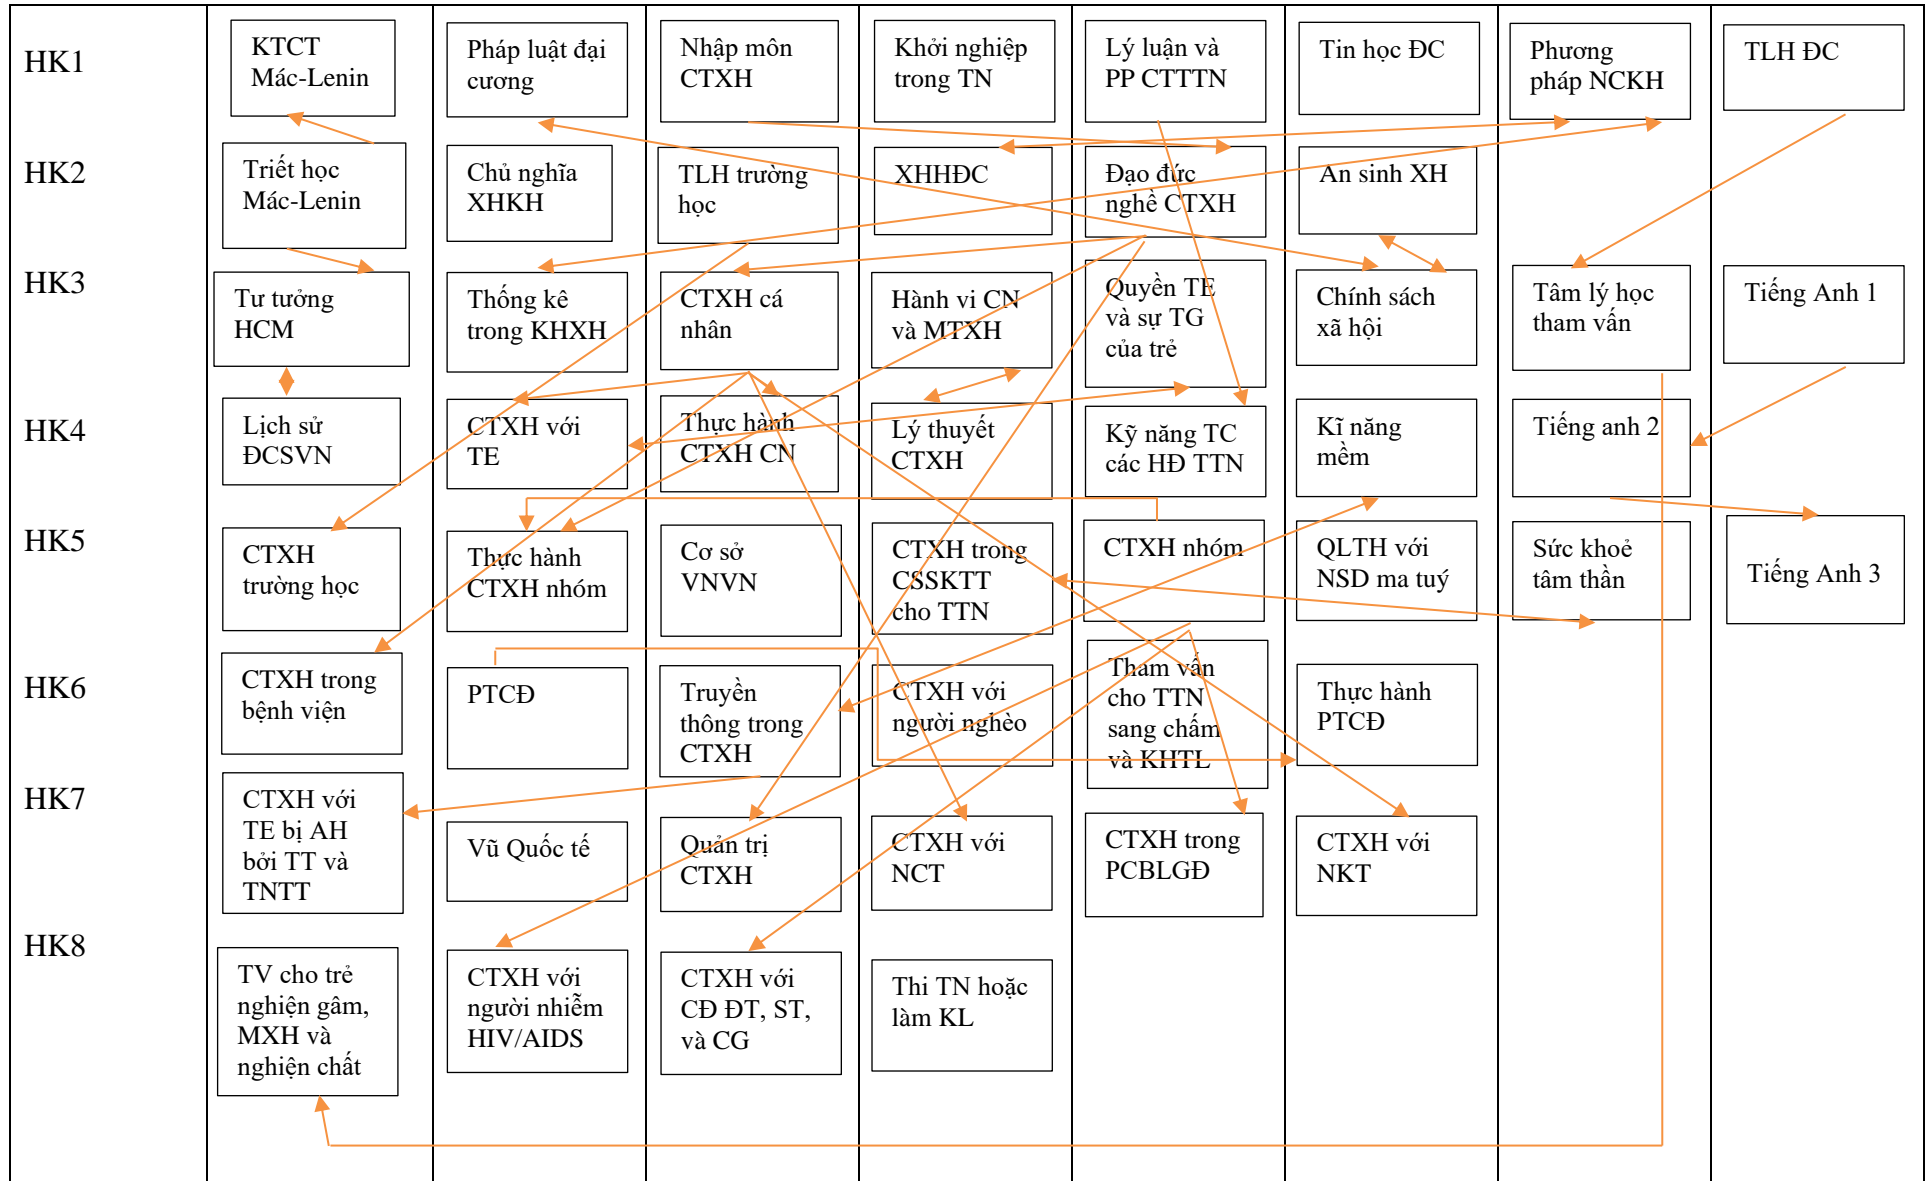 HK1
KTCT
Mác-Lenin
Pháp luật đại
cương
Nhập môn
CTXH
Khởi nghiệp
trong TN
Lý luận và
PP CTTTN
Tin học ĐC
Phương
pháp NCKH
TLH ĐC
HK2
Triết học
Mác-Lenin
Chủ nghĩa
XHKH
TLH trường
học
XHHĐC
Đạo đức
nghề CTXH
An sinh XH
HK3
Tư tưởng
HCM
Thống kê
trong KHXH
CTXH cá
nhân
Hành vi CN
và MTXH
Quyền TE
và sự TG
của trẻ
Chính sách
xã hội
Tâm lý học
tham vấn
Tiếng Anh 1
HK4
Lịch sử
ĐCSVN
CTXH với
TE
Thực hành
CTXH CN
Lý thuyết
CTXH
Kỹ năng TC
các HĐ TTN
Kĩ năng
mềm
Tiếng anh 2
HK5
CTXH
trường học
Thực hành
CTXH nhóm
Cơ sở
VNVN
CTXH trong
CSSKTT
cho TTN
CTXH nhóm
QLTH với
NSD ma tuý
Sức khoẻ
tâm thần
Tiếng Anh 3
HK6
CTXH trong
bệnh viện
PTCĐ
Truyền
thông trong
CTXH
CTXH với
người nghèo
Tham vấn
cho TTN
sang chấm
và KHTL
Thực hành
PTCĐ
HK7
CTXH với
TE bị AH
bởi TT và
TNTT
Vũ Quốc tế
Quản trị
CTXH
CTXH với
NCT
CTXH trong
PCBLGĐ
CTXH với
NKT
HK8
TV cho trẻ
nghiện gâm,
MXH và
nghiện chất
CTXH với
người nhiễm
HIV/AIDS
CTXH với
CĐ ĐT, ST,
và CG
Thi TN hoặc
làm KL